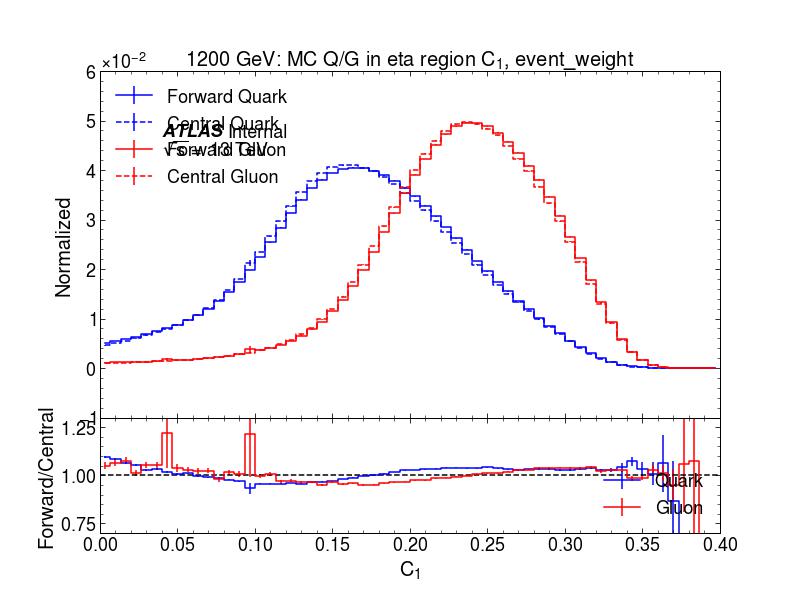 1200 GeV: MC Q/G in eta region C₁, event_weight
×10⁻²
Forward Quark
Central Quark
ATLAS Internal
√s = 13 TeV
Forward Gluon
Central Gluon
6
5
4
3
2
1
0
−1
Normalized
1.25
1.00
0.75
Forward/Central
Quark
Gluon
0.00 0.05 0.10 0.15 0.20 0.25 0.30 0.35 0.40
C₁